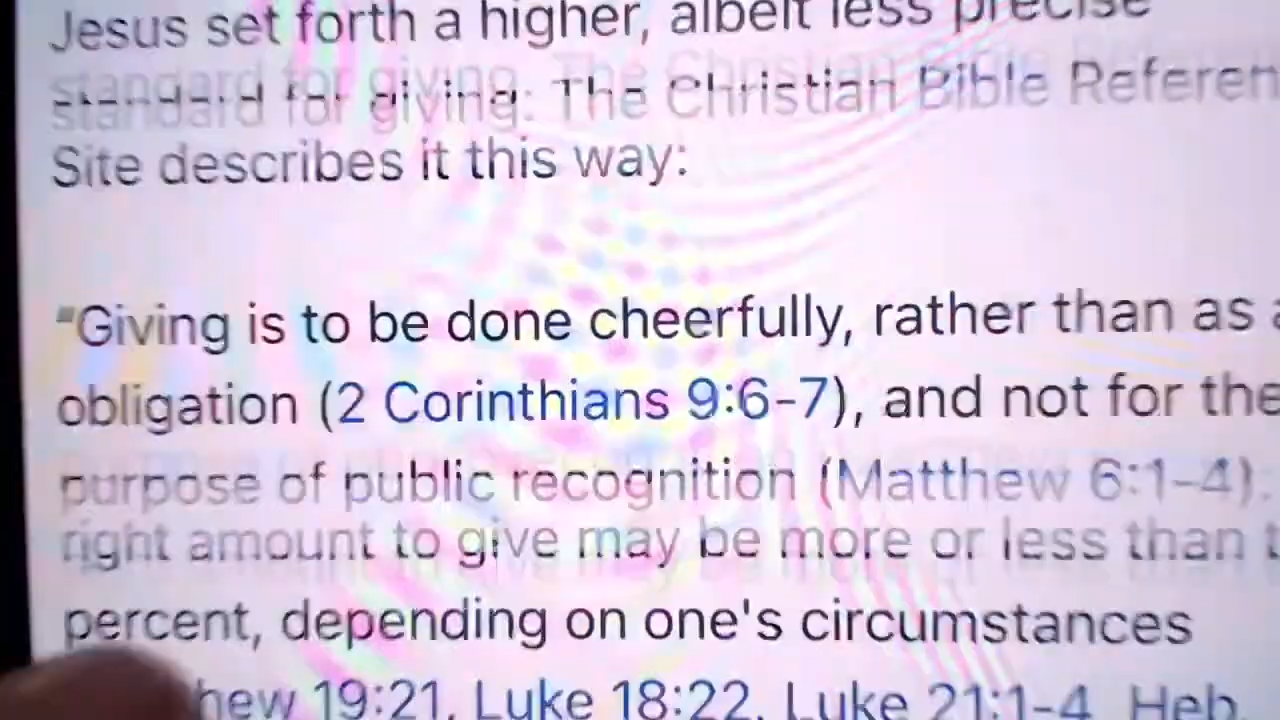 Jesus set forth a higher, albeit less precise
standard for giving. The Christian Bible Referen
Site describes it this way:
“Giving is to be done cheerfully, rather than as a
obligation (2 Corinthians 9:6-7), and not for the
purpose of public recognition (Matthew 6:1-4).
right amount to give may be more or less than t
percent, depending on one's circumstances
hew 19:21, Luke 18:22, Luke 21:1-4, Heb